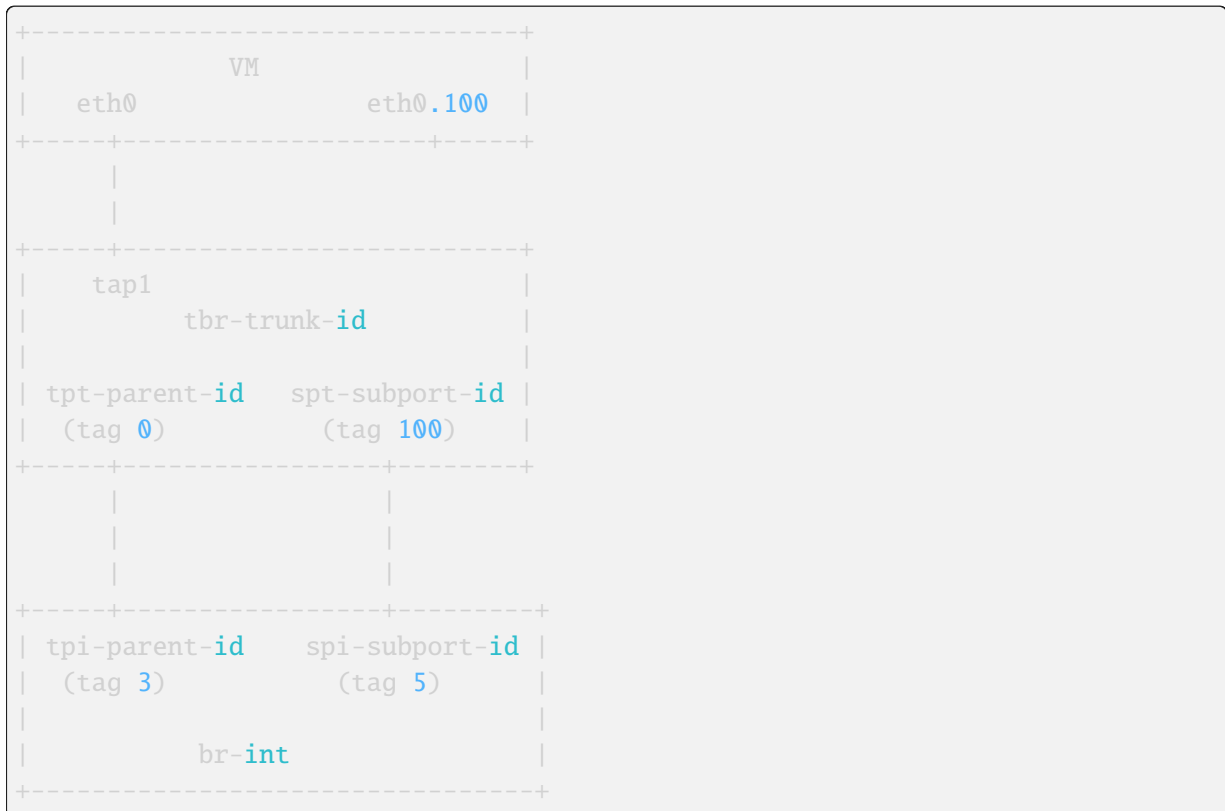 +--------------------------------+
|             VM                 |
|   eth0               eth0.100  |
+-----+--------------------+-----+
      |
      |
+-----+--------------------------+
|    tap1                        |
|          tbr-trunk-id          |
|                                |
| tpt-parent-id   spt-subport-id |
|  (tag 0)          (tag 100)    |
+-----+-----------------+--------+
      |                 |
      |                 |
      |                 |
+-----+-----------------+---------+
| tpi-parent-id    spi-subport-id |
|  (tag 3)           (tag 5)      |
|                                 |
|           br-int                |
+---------------------------------+